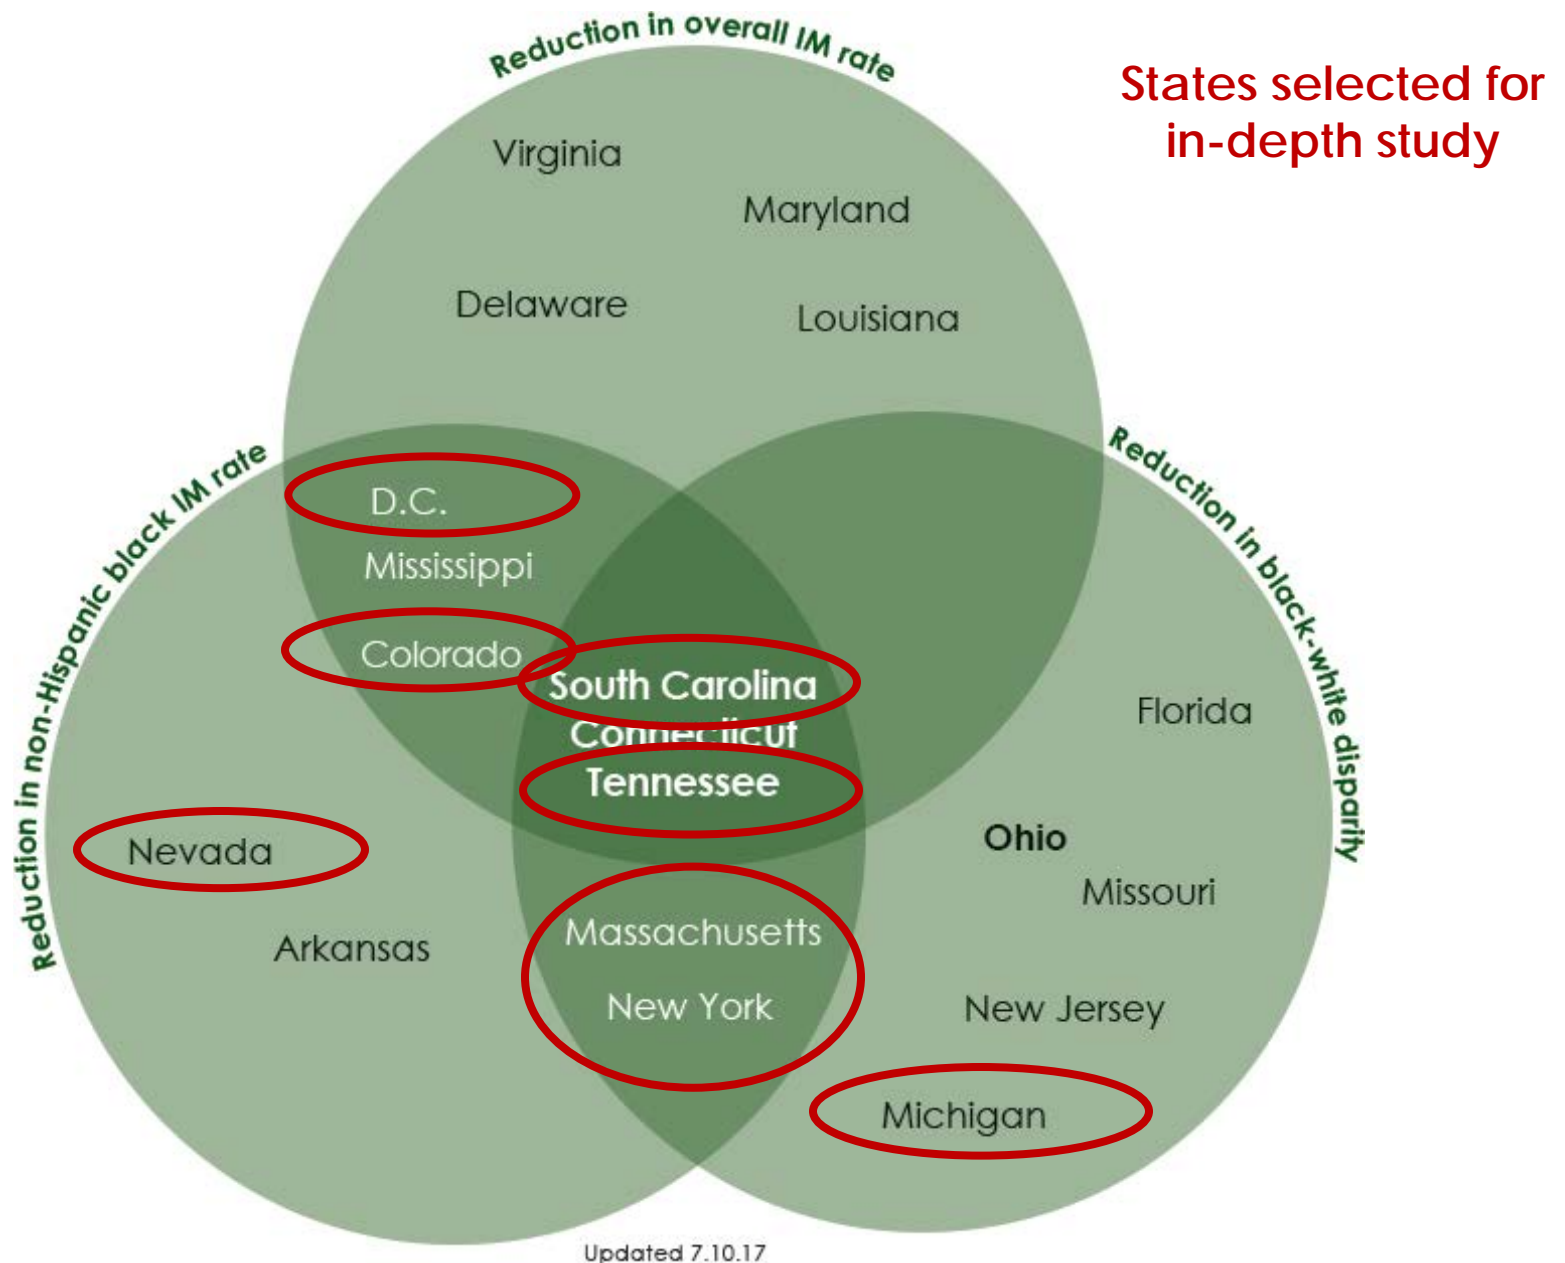 Reduction in overall IM rate
States selected for
in-depth study
Virginia
Maryland
Delaware
Louisiana
Reduction in non-Hispanic black IM rate
Reduction in black-white disparity
D.C.
Mississippi
Colorado
South Carolina
Connecticut
Tennessee
Florida
Nevada
Ohio
Missouri
Arkansas
Massachusetts
New York
New Jersey
Michigan
Updated 7.10.17